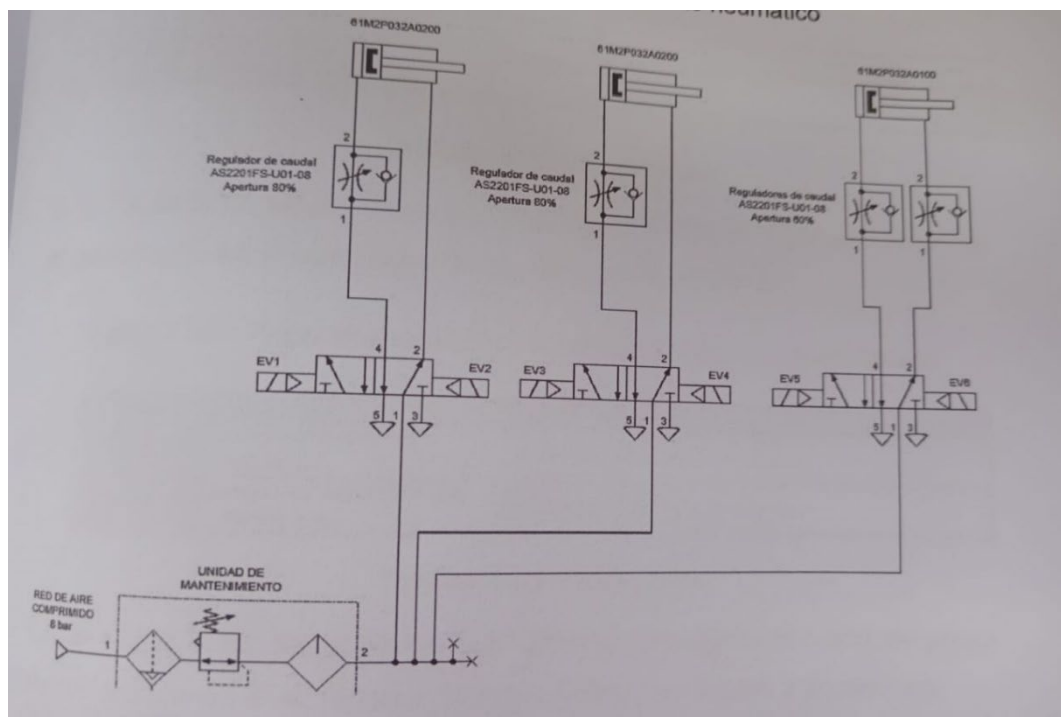 neumático
61M2P032A0200
61M2P032A0200
61M2P032A0100
2
Regulador de caudal
AS2201FS-U01-08
Apertura 80%
1
2
Regulador de caudal
AS2201FS-U01-08
Apertura 80%
1
2
2
Reguladores de caudal
AS2201FS-U01-08
Apertura 60%
1
1
EV1
4
2
EV2
5
1
3
EV3
4
2
EV4
5
1
3
EV5
4
2
EV6
5
1
3
UNIDAD DE
MANTENIMIENTO
RED DE AIRE
COMPRIMIDO
6 bar
1
2